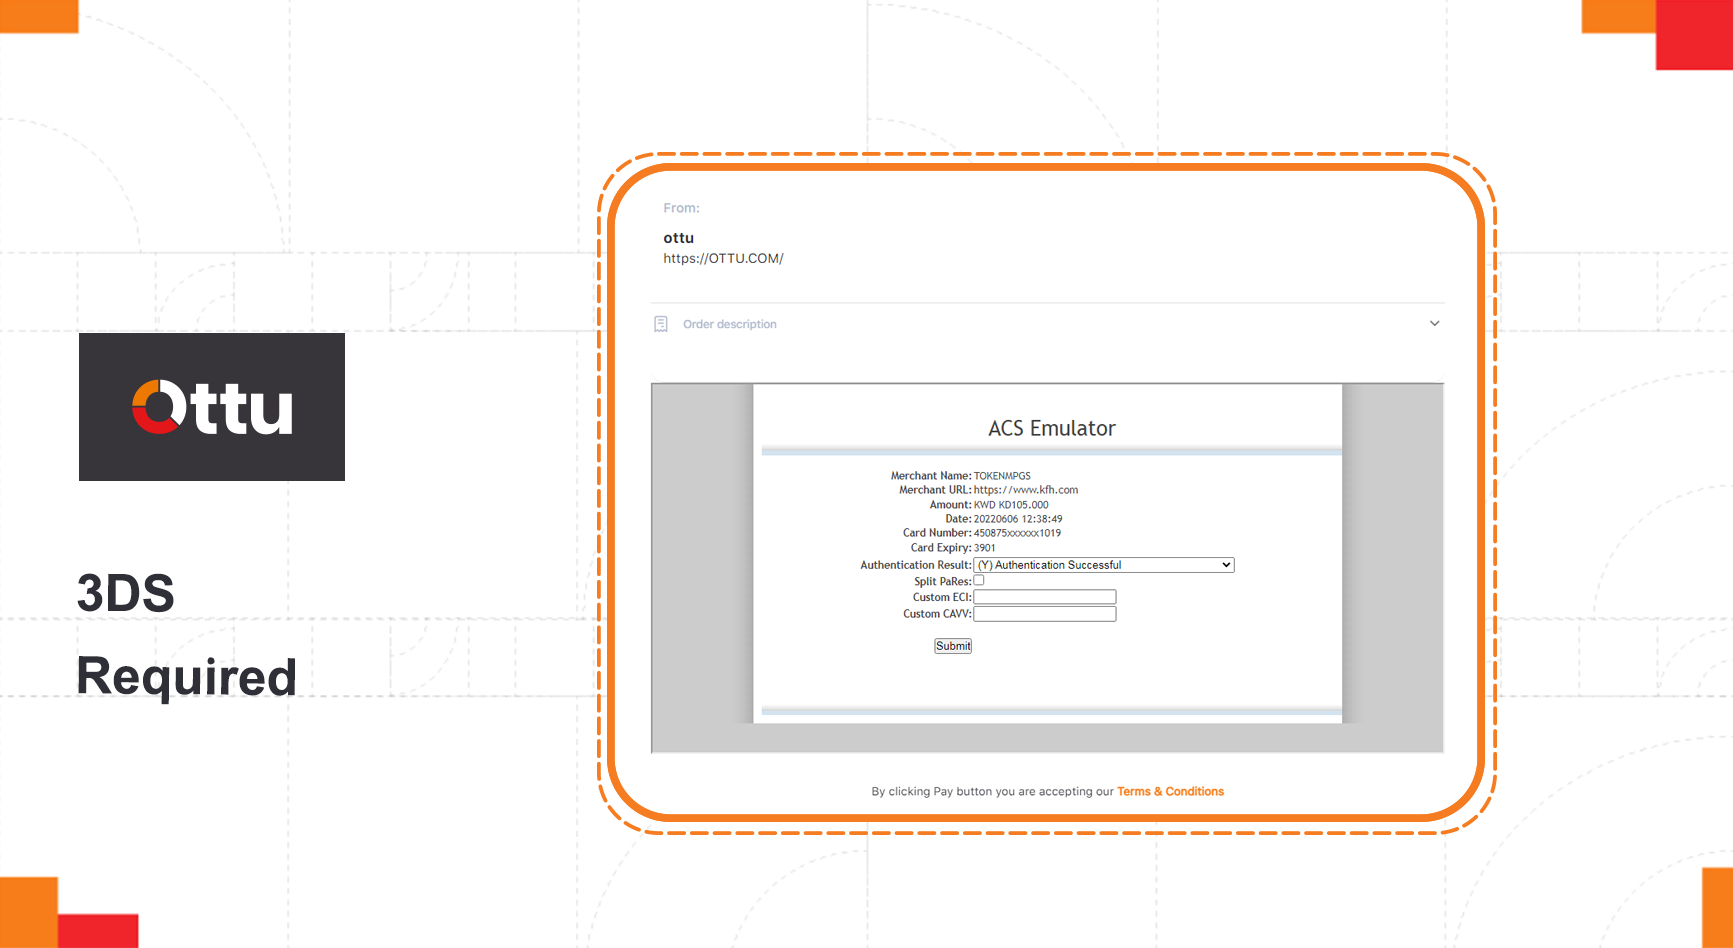 Ottu
3DS
Required
From:
ottu
https://OTTU.COM/
Order description
ACS Emulator
Merchant Name: TOKENMPGS
Merchant URL: https://www.kfh.com
Amount: KWD KD105.000
Date: 20220606 12:38:49
Card Number: 450875xxxxxx1019
Card Expiry: 3901
Authentication Result: (Y) Authentication Successful
Split PaRes:
Custom ECI:
Custom CAVV:
Submit
By clicking Pay button you are accepting our Terms & Conditions